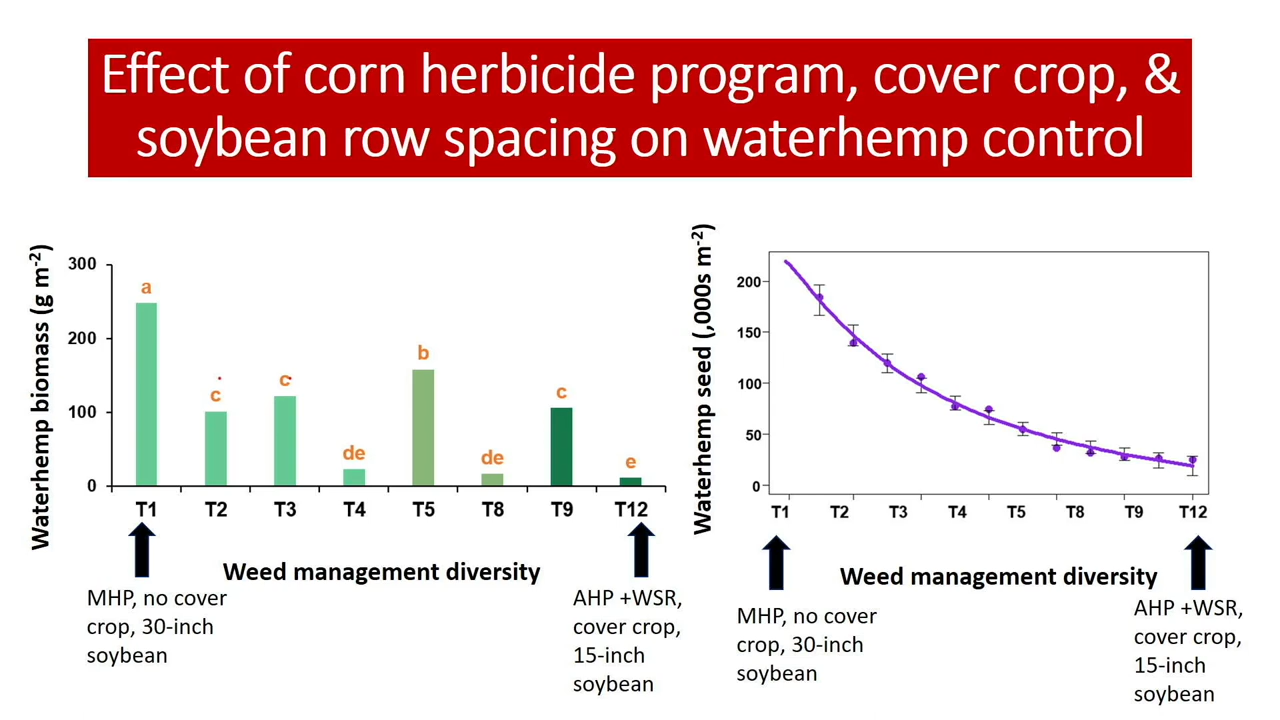 Effect of corn herbicide program, cover crop, &
soybean row spacing on waterhemp control
Waterhemp biomass (g m-2)
300
200
100
0
a
c
c
de
b
de
c
e
T1 T2 T3 T4 T5 T8 T9 T12
Weed management diversity
MHP, no cover
crop, 30-inch
soybean
AHP +WSR,
cover crop,
15-inch
soybean
Waterhemp seed (,000s m-2)
200
150
100
50
0
T1 T2 T3 T4 T5 T8 T9 T12
Weed management diversity
MHP, no cover
crop, 30-inch
soybean
AHP +WSR,
cover crop,
15-inch
soybean